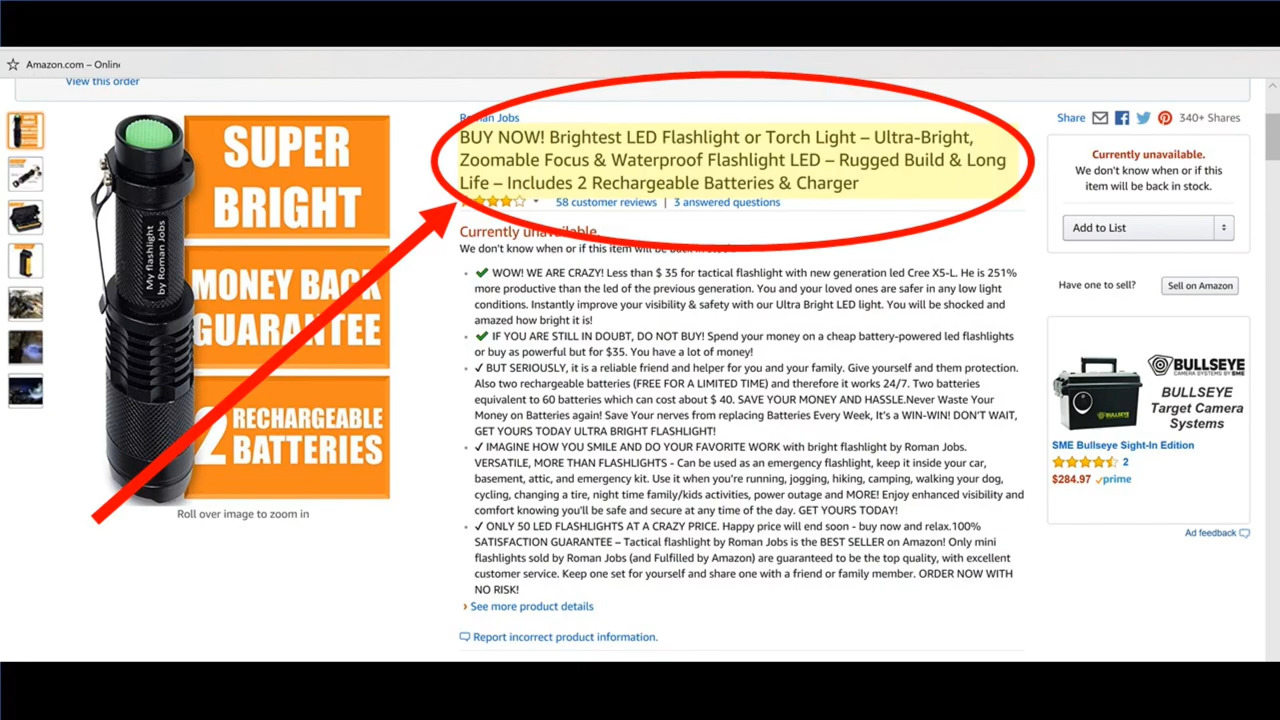 Amazon.com – Online
View this order
SUPER
BRIGHT
MONEY BACK
GUARANTEE
2 RECHARGEABLE
BATTERIES
My flashlight
by Roman Jobs
Roll over image to zoom in
Roman Jobs
BUY NOW! Brightest LED Flashlight or Torch Light – Ultra-Bright,
Zoomable Focus & Waterproof Flashlight LED – Rugged Build & Long
Life – Includes 2 Rechargeable Batteries & Charger
58 customer reviews | 3 answered questions
Currently unavailable.
We don't know when or if this item will be back in stock.
✔ WOW! WE ARE CRAZY! Less than $ 35 for tactical flashlight with new generation led Cree X5-L. He is 251%
more productive than the led of the previous generation. You and your loved ones are safer in any low light
conditions. Instantly improve your visibility & safety with our Ultra Bright LED light. You will be shocked and
amazed how bright it is!
✔ IF YOU ARE STILL IN DOUBT, DO NOT BUY! Spend your money on a cheap battery-powered led flashlights
or buy as powerful but for $35. You have a lot of money!
✓ BUT SERIOUSLY, it is a reliable friend and helper for you and your family. Give yourself and them protection.
Also two rechargeable batteries (FREE FOR A LIMITED TIME) and therefore it works 24/7. Two batteries
equivalent to 60 batteries which can cost about $ 40. SAVE YOUR MONEY AND HASSLE.Never Waste Your
Money on Batteries again! Save Your nerves from replacing Batteries Every Week, It's a WIN-WIN! DON'T WAIT,
GET YOURS TODAY ULTRA BRIGHT FLASHLIGHT!
✓ IMAGINE HOW YOU SMILE AND DO YOUR FAVORITE WORK with bright flashlight by Roman Jobs.
VERSATILE, MORE THAN FLASHLIGHTS - Can be used as an emergency flashlight, keep it inside your car,
basement, attic, and emergency kit. Use it when you're running, jogging, hiking, camping, walking your dog,
cycling, changing a tire, night time family/kids activities, power outage and MORE! Enjoy enhanced visibility and
comfort knowing you'll be safe and secure at any time of the day. GET YOURS TODAY!
✓ ONLY 50 LED FLASHLIGHTS AT A CRAZY PRICE. Happy price will end soon - buy now and relax.100%
SATISFACTION GUARANTEE – Tactical flashlight by Roman Jobs is the BEST SELLER on Amazon! Only mini
flashlights sold by Roman Jobs (and Fulfilled by Amazon) are guaranteed to be the top quality, with excellent
customer service. Keep one set for yourself and share one with a friend or family member. ORDER NOW WITH
NO RISK!
› See more product details
Report incorrect product information.
Share 340+ Shares
Currently unavailable.
We don't know when or if this
item will be back in stock.
Add to List
Have one to sell? Sell on Amazon
BULLSEYE
CAMERA SYSTEMS BY SME
BULLSEYE
Target Camera
Systems
SME Bullseye Sight-In Edition
2
$284.97 prime
Ad feedback